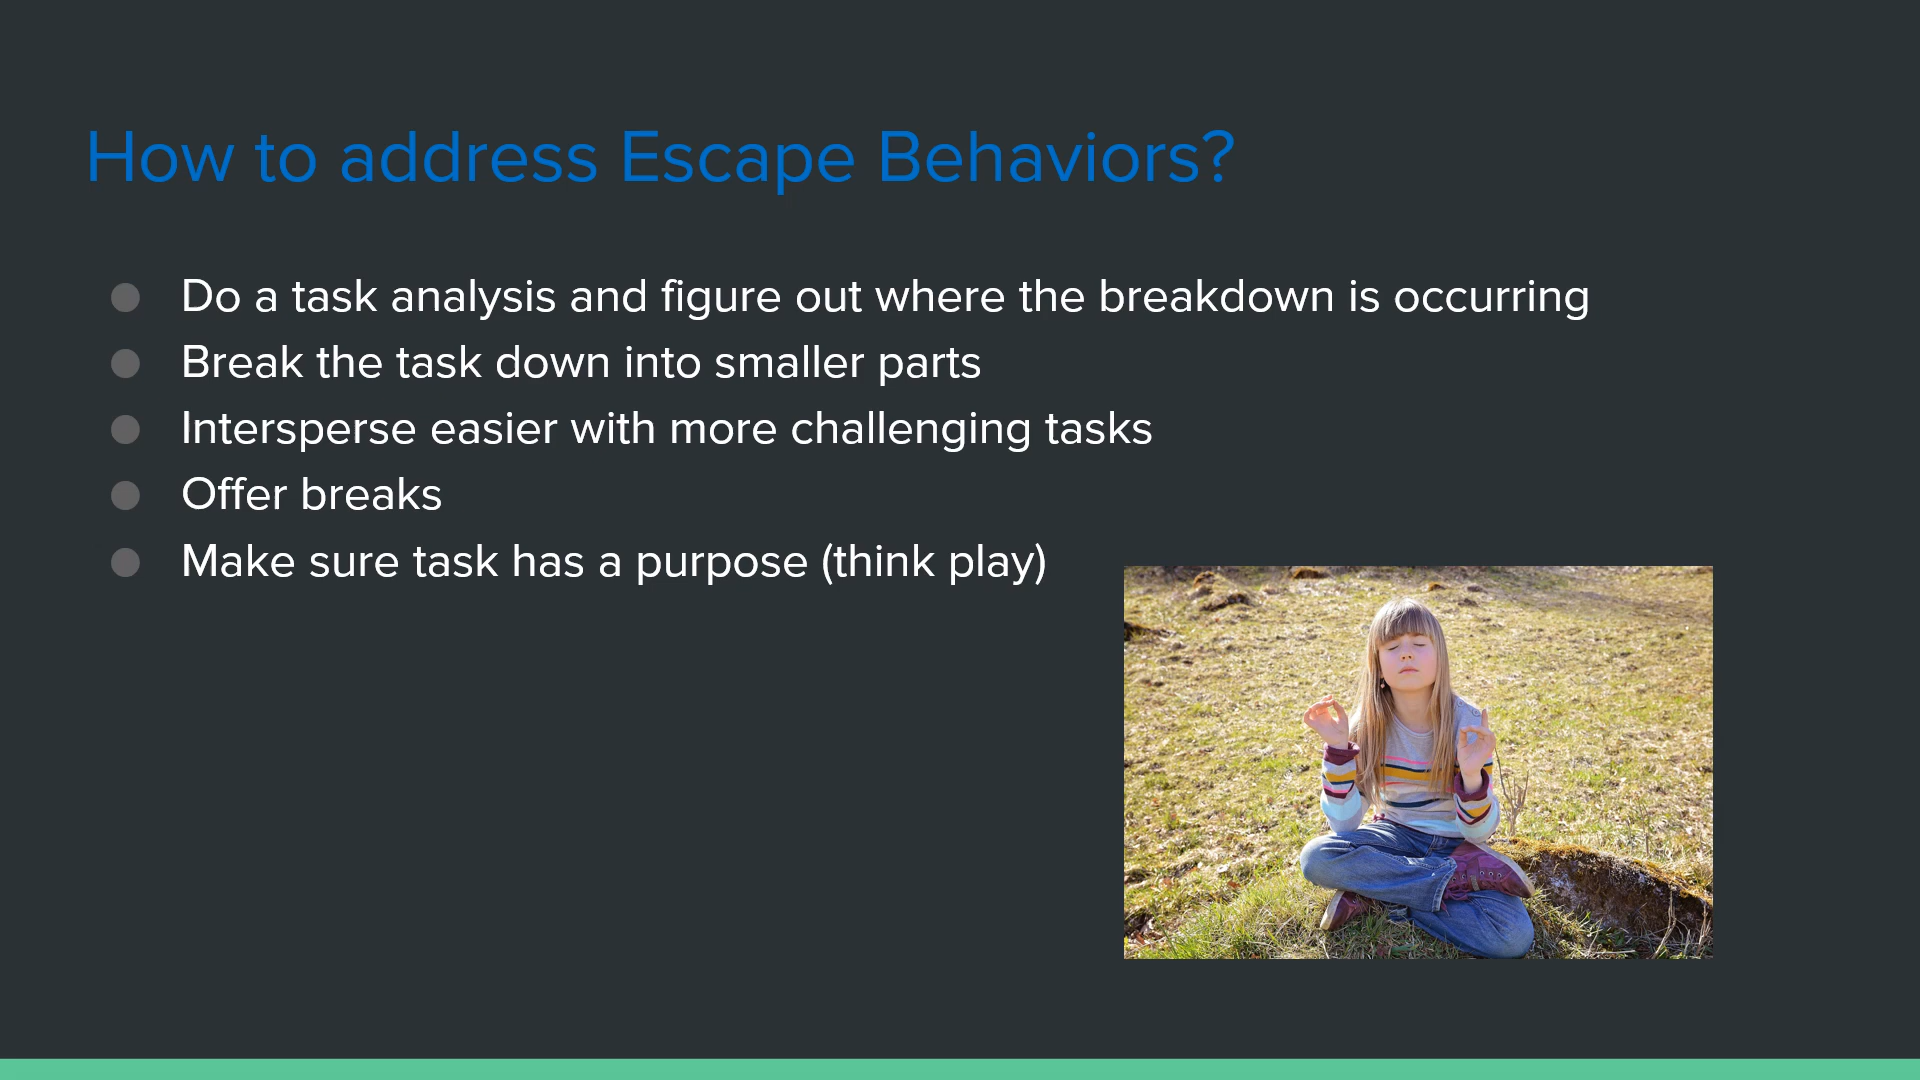 How to address Escape Behaviors?
Do a task analysis and figure out where the breakdown is occurring
Break the task down into smaller parts
Intersperse easier with more challenging tasks
Offer breaks
Make sure task has a purpose (think play)